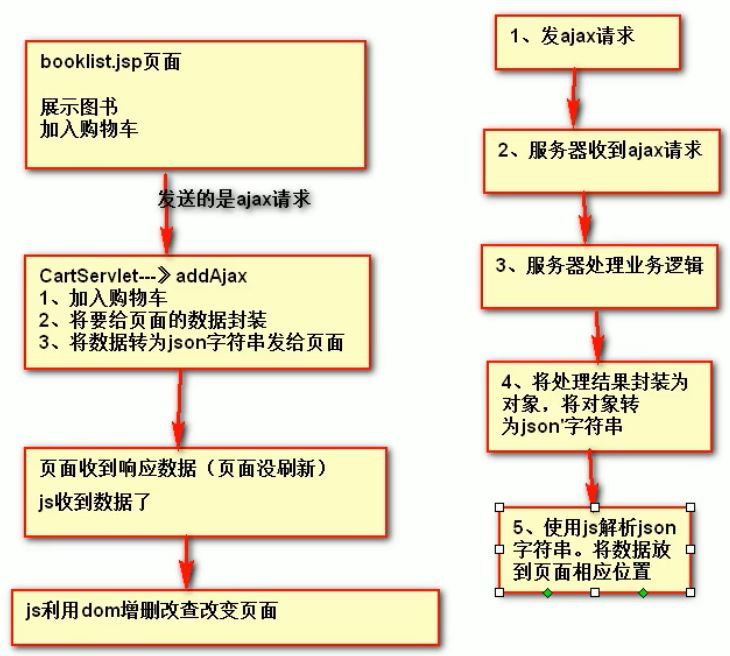 booklist.jsp页面
展示图书
加入购物车
发送的是ajax请求
CartServlet---》addAjax
1、加入购物车
2、将要给页面的数据封装
3、将数据转为json字符串发给页面
页面收到响应数据（页面没刷新）
js收到数据了
js利用dom增删改查改变页面
1、发ajax请求
2、服务器收到ajax请求
3、服务器处理业务逻辑
4、将处理结果封装为
对象，将对象转
为json'字符串
5、使用js解析json
字符串。将数据放
到页面相应位置